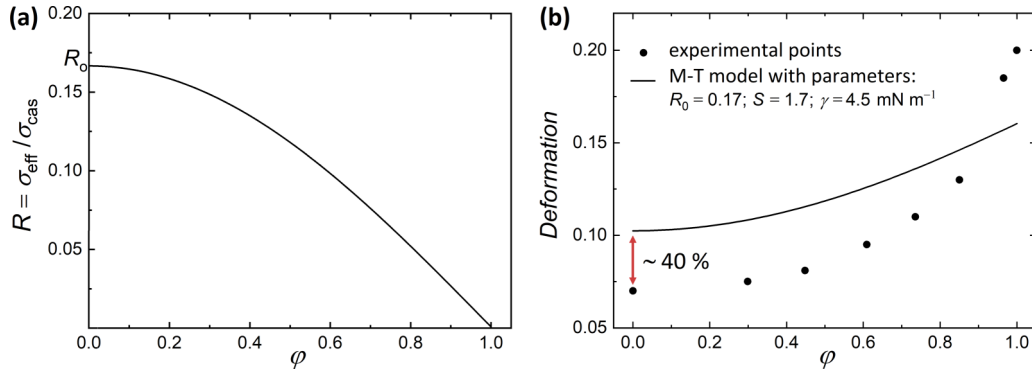 (a)
0.20
R₀
0.15
0.10
0.05
R = σeff /σcas
0.0 0.2 0.4 0.6 0.8 1.0
φ
(b)
0.20
0.15
0.10
0.05
Deformation
experimental points
M-T model with parameters:
R₀ = 0.17; S = 1.7; γ = 4.5 mN m⁻¹
~ 40 %
0.0 0.2 0.4 0.6 0.8 1.0
φ